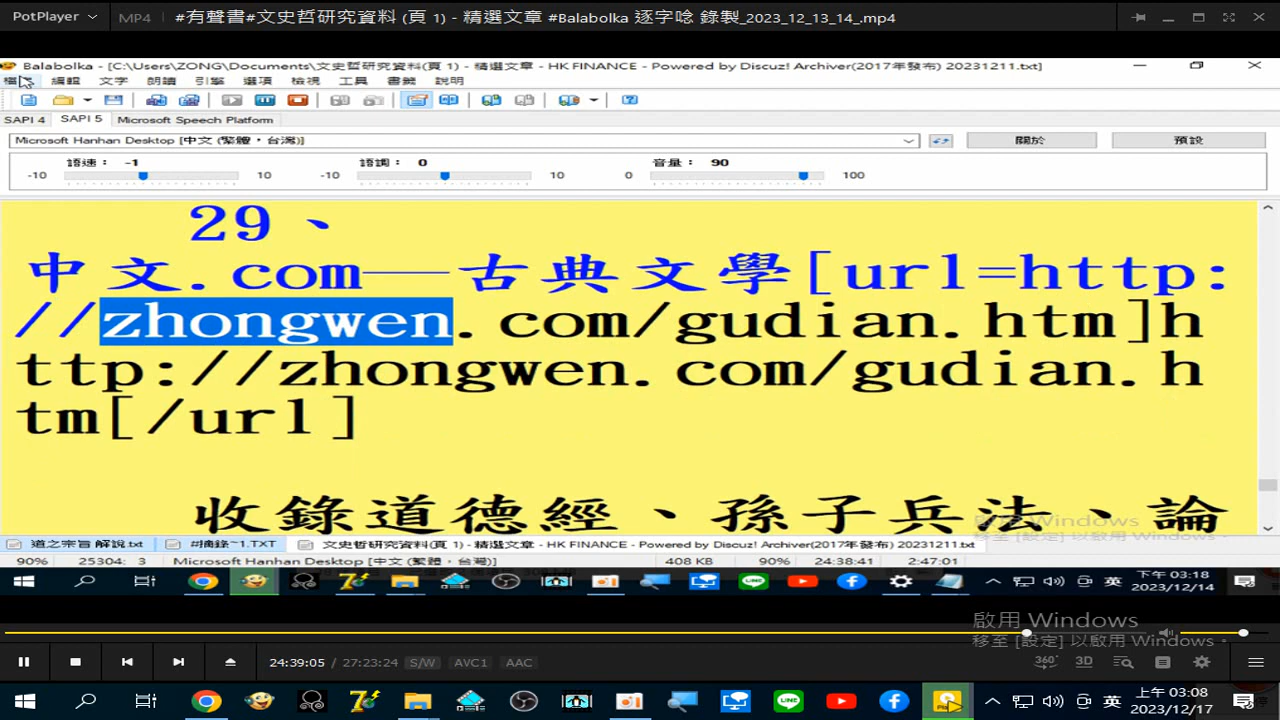 PotPlayer MP4 #有聲書#文史哲研究資料 (頁 1) - 精選文章 #Balabolka 逐字唸 錄製_2023_12_13_14_.mp4
Balabolka - [C:\Users\ZONG\Documents\文史哲研究資料(頁 1) - 精選文章 - HK FINANCE - Powered by Discuz! Archiver(2017年發布) 20231211.txt]
檔案 編輯 文字 朗讀 引擎 選項 檢視 工具 書籤 說明
SAPI 4 SAPI 5 Microsoft Speech Platform
Microsoft Hanhan Desktop [中文 (繁體，台灣)] 關於 預設
語速： -1 語調： 0 音量： 90
-10 10 -10 10 0 100
29、
中文.com──古典文學[url=http:
//zhongwen.com/gudian.htm]h
ttp://zhongwen.com/gudian.h
tm[/url]
收錄道德經、孫子兵法、論
啟用 Windows
移至 [設定] 以啟用 Windows。
道之宗旨 解說.txt #摘錄~1.TXT 文史哲研究資料(頁 1) - 精選文章 - HK FINANCE - Powered by Discuz! Archiver(2017年發布) 20231211.txt
90% 25304: 3 Microsoft Hanhan Desktop [中文 (繁體，台灣)] 408 KB 90% 24:38:41 2:47:01
英 下午 03:18
2023/12/14
啟用 Windows
移至 [設定] 以啟用 Windows。
24:39:05 / 27:23:24 S/W AVC1 AAC 360° 3D
英 上午 03:08
2023/12/17